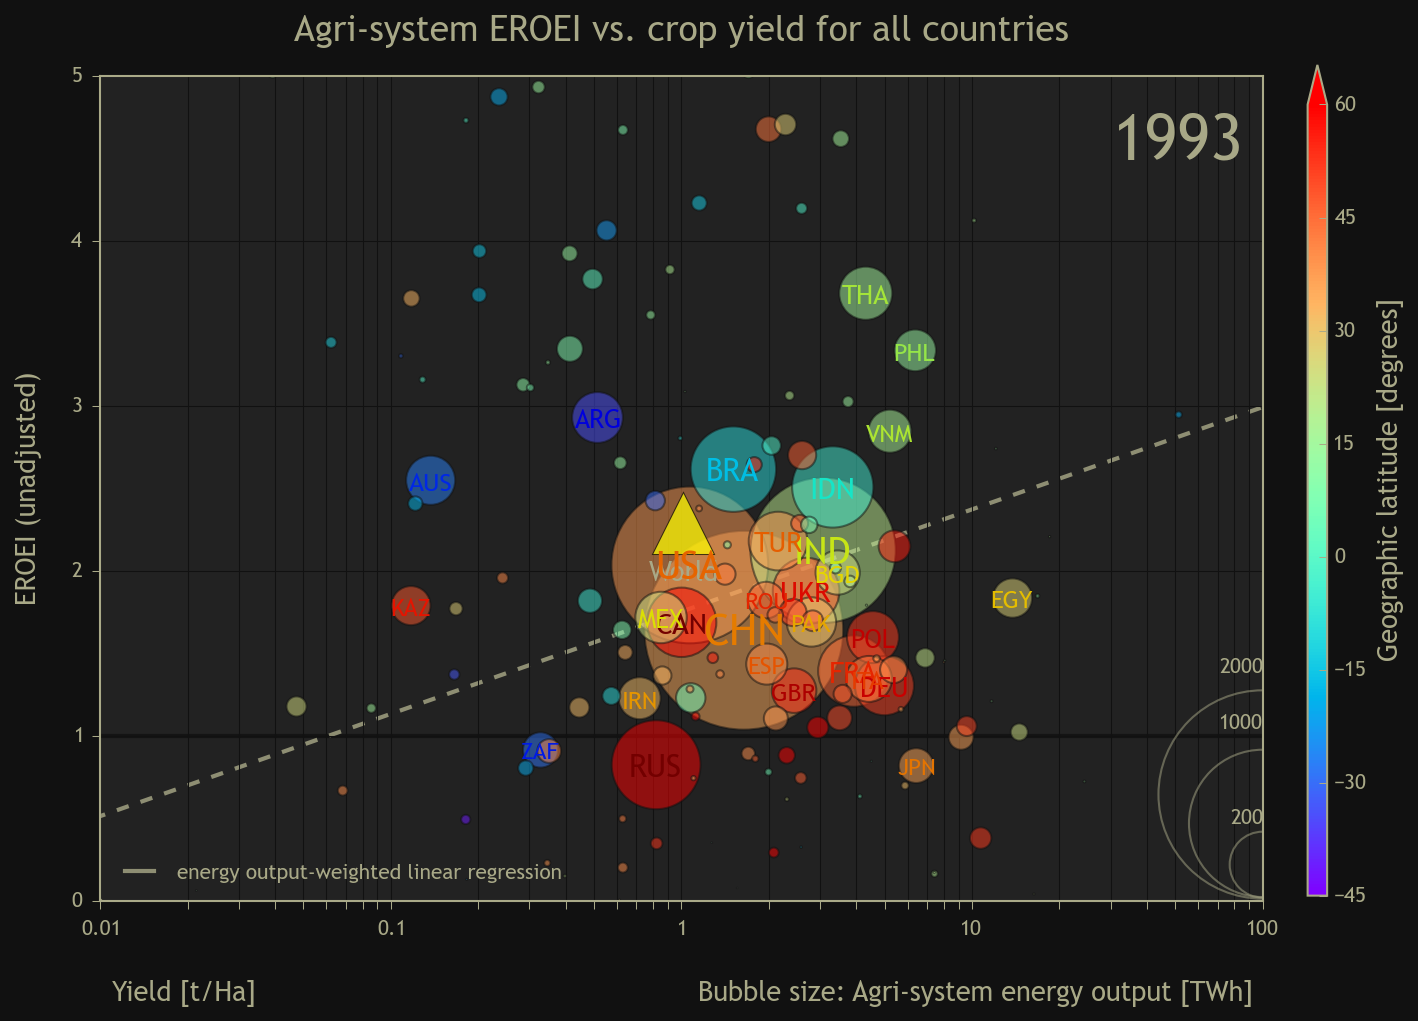 Agri-system EROEI vs. crop yield for all countries
1993
EROEI (unadjusted)
5
4
3
2
1
0
THA
PHL
ARG
VNM
BRA
AUS
IDN
TUR
IND
USA
World
BGD
UKR
KAZ
ROU
EGY
MEX
CAN
CHN
PAK
POL
ESP
FRA
DEU
GBR
IRN
ZAF
RUS
JPN
2000
1000
200
energy output-weighted linear regression
0.01
0.1
1
10
100
Yield [t/Ha]
Bubble size: Agri-system energy output [TWh]
60
45
30
15
0
−15
−30
−45
Geographic latitude [degrees]